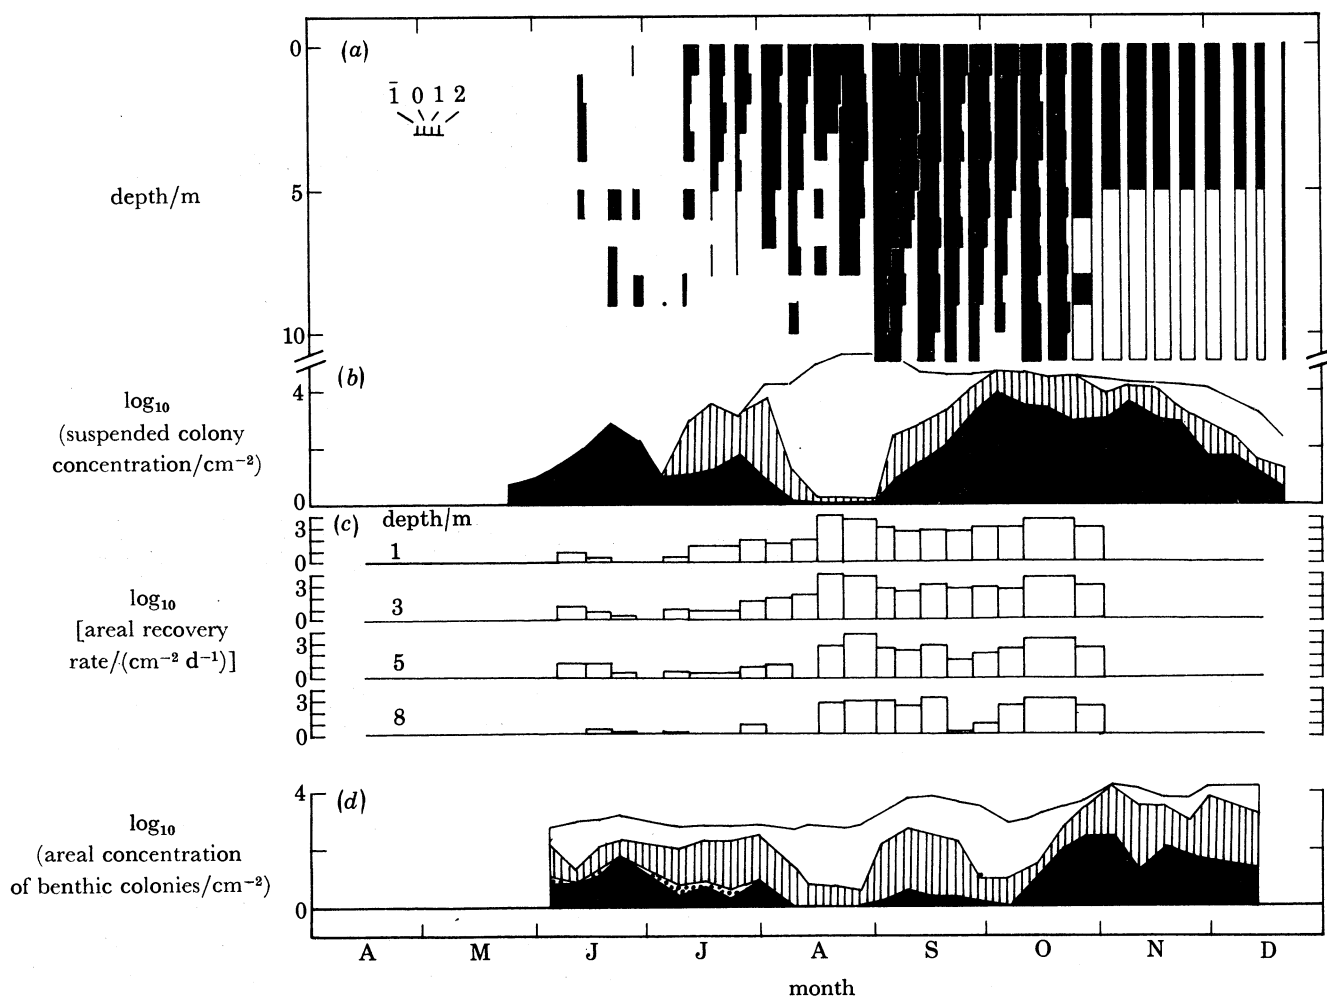 (a)
0
1̄ 0 1 2
depth/m
5
10
(b)
4
log₁₀
(suspended colony
concentration/cm⁻²)
0
(c) depth/m
3
1
0
3
log₁₀
3
[areal recovery
0
rate/(cm⁻² d⁻¹)]
3
5
0
3
8
0
4
(d)
log₁₀
(areal concentration
of benthic colonies/cm⁻²)
0
A M J J A S O N D
month